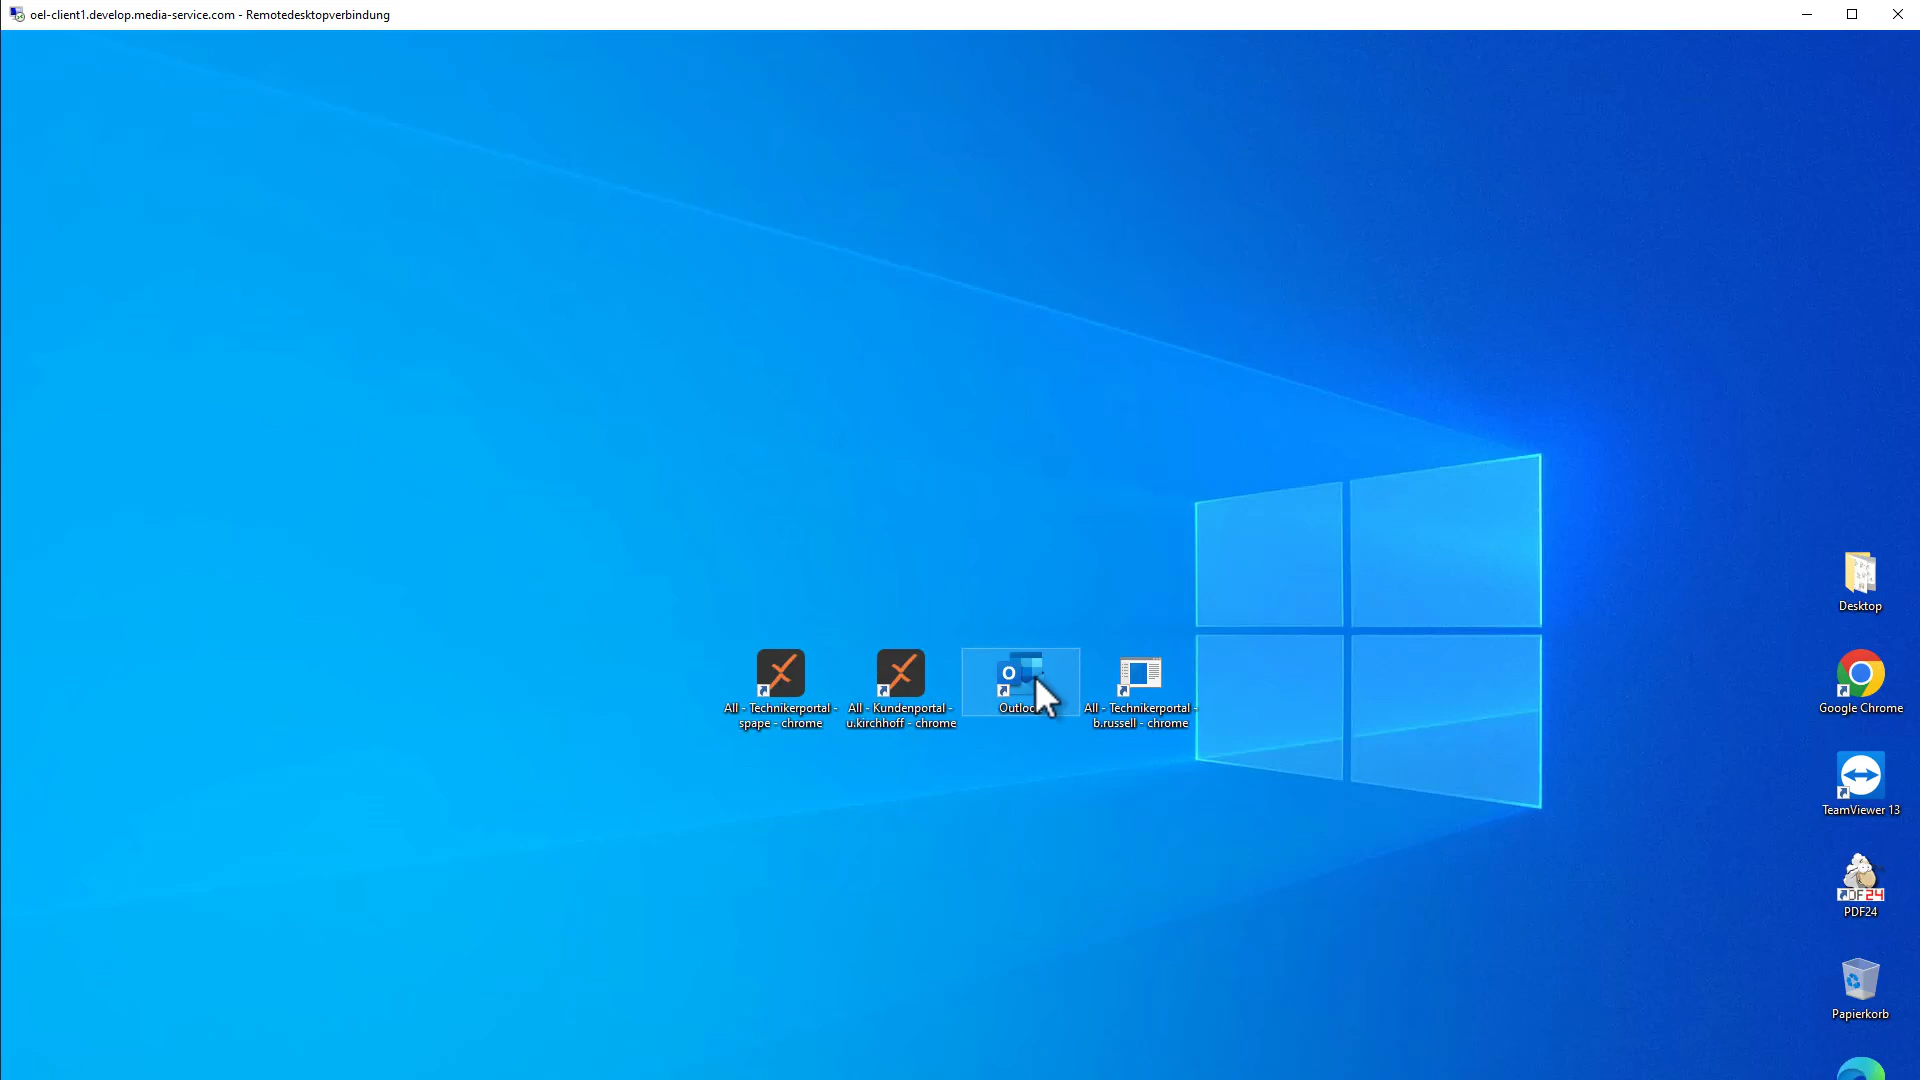 oel-client1.develop.media-service.com - Remotedesktopverbindung
Desktop
All - Technikerportal -
spape - chrome
All - Kundenportal -
u.kirchhoff - chrome
All - Technikerportal -
b.russell - chrome
Google Chrome
TeamViewer 13
PDF24
Papierkorb